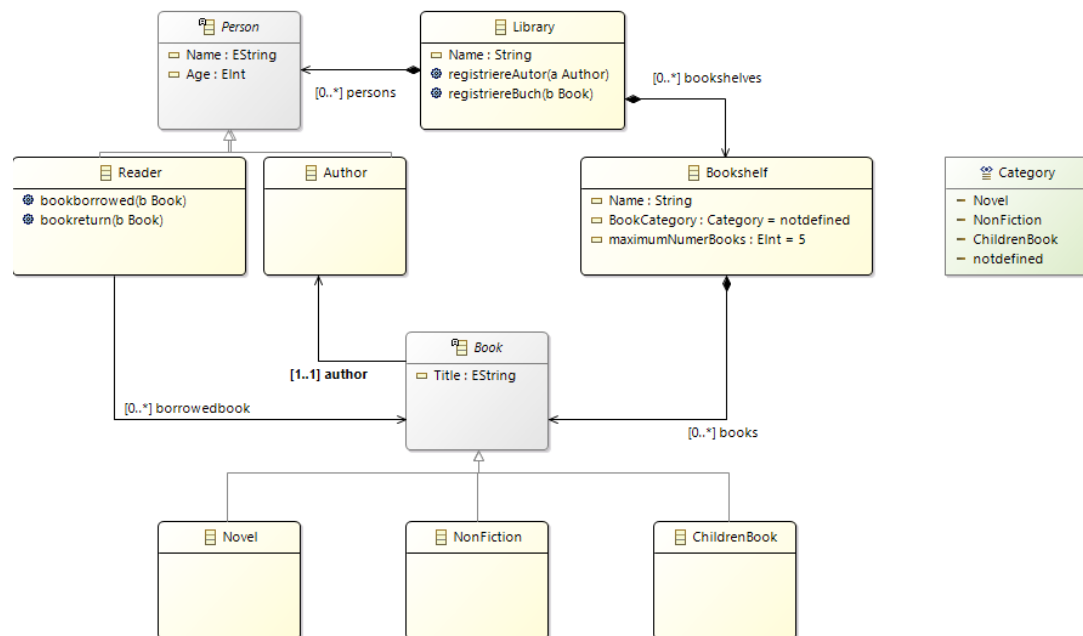 Person
Name : EString
Age : EInt
Library
Name : String
registriereAutor(a Author)
registriereBuch(b Book)
[0..*] persons
[0..*] bookshelves
Reader
bookborrowed(b Book)
bookreturn(b Book)
Author
Bookshelf
Name : String
BookCategory : Category = notdefined
maximumNumerBooks : EInt = 5
Category
Novel
NonFiction
ChildrenBook
notdefined
Book
Title : EString
[1..1] author
[0..*] borrowedbook
[0..*] books
Novel
NonFiction
ChildrenBook